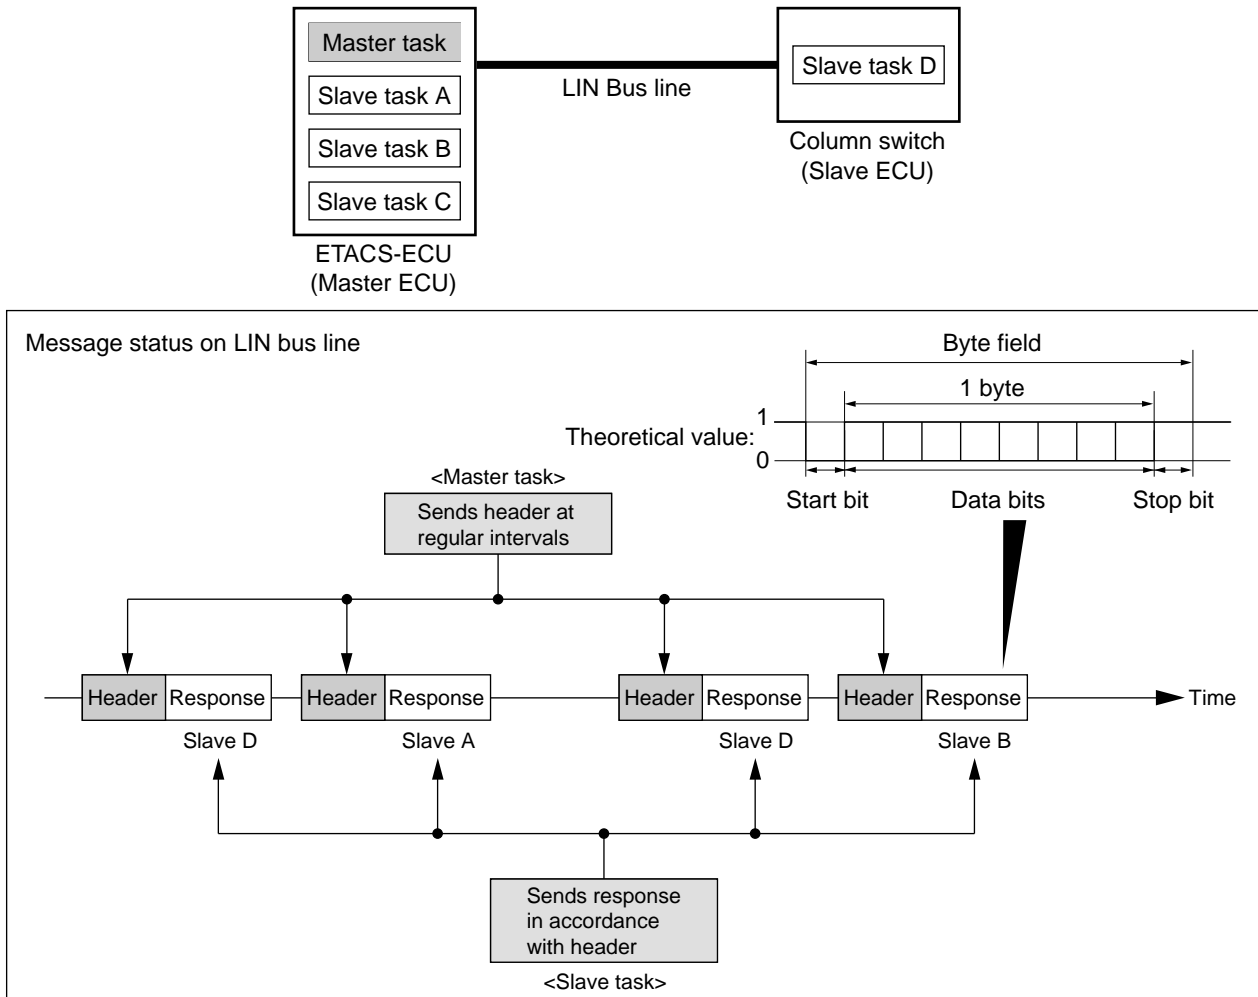 Master task
Slave task A
Slave task B
Slave task C
ETACS-ECU
(Master ECU)
LIN Bus line
Slave task D
Column switch
(Slave ECU)
Message status on LIN bus line
Byte field
1 byte
Theoretical value:
1
0
Start bit
Data bits
Stop bit
<Master task>
Sends header at
regular intervals
Header Response Header Response Header Response Header Response Time
Slave D Slave A Slave D Slave B
Sends response
in accordance
with header
<Slave task>